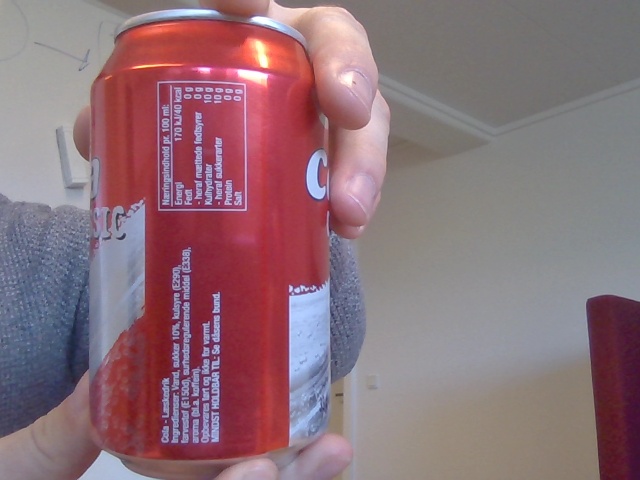 Næringsindhold pr. 100 ml:
Energi 170 kJ/40 kcal
Fedt 0 g
- heraf mættede fedtsyrer 0 g
Kulhydrater 10 g
- heraf sukkerarter 10 g
Protein 0 g
Salt 0 g
Cola - Læskedrik
Ingredienser: Vand, sukker 10%, kulsyre (E290),
farvestof (E150d), surhedsregulerende middel (E338),
aroma (bl.a. koffein).
Opbevares tørt og ikke for varmt.
MINDST HOLDBAR TIL: Se dåsens bund.
SIC
C